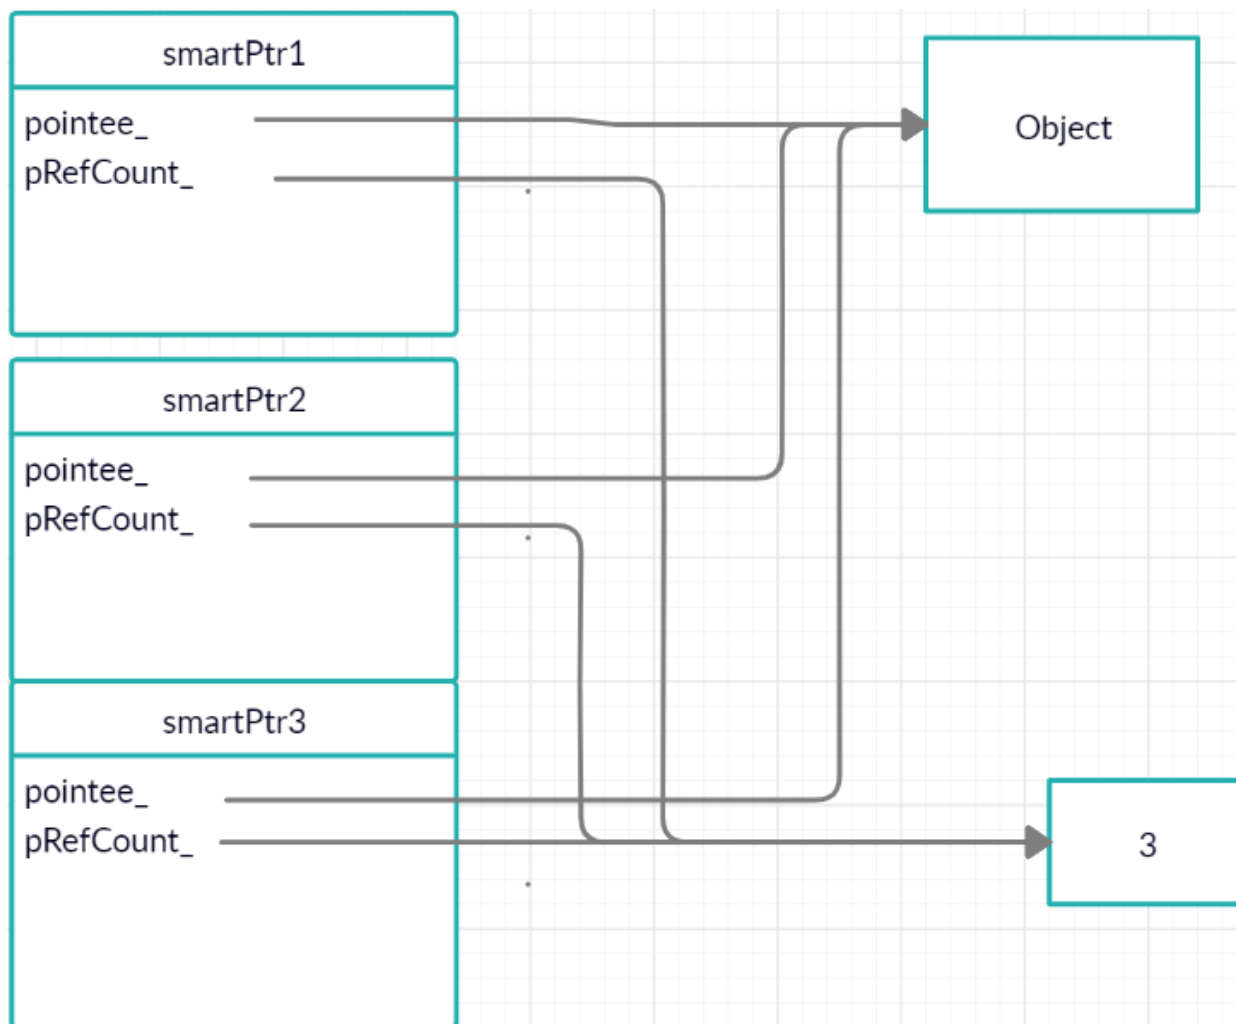 smartPtr1
pointee_
pRefCount_
Object
smartPtr2
pointee_
pRefCount_
smartPtr3
pointee_
pRefCount_
3